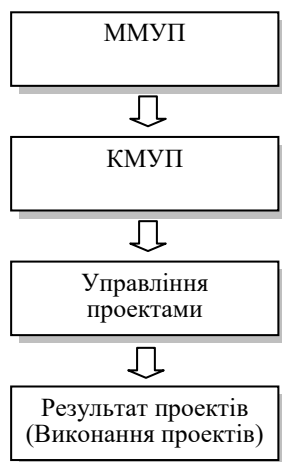 ММУП
КМУП
Управління
проектами
Результат проектів
(Виконання проектів)